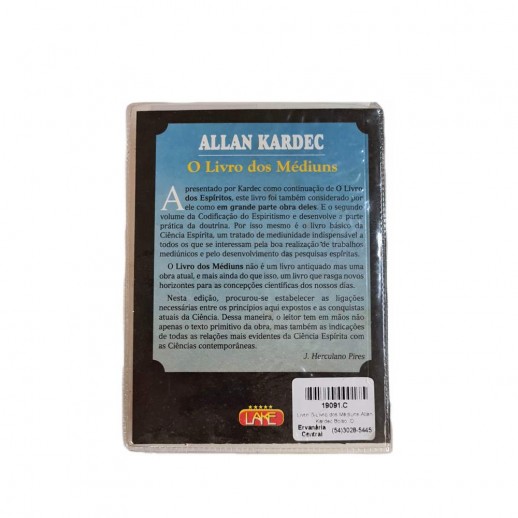 ALLAN KARDEC
O Livro dos Médiuns
Apresentado por Kardec como continuação de O Livro
dos Espíritos, este livro foi também considerado por
ele como em grande parte obra deles. E o segundo
volume da Codificação do Espiritismo e desenvolve a parte
prática da doutrina. Por isso mesmo é o livro básico da
Ciência Espírita, um tratado de mediunidade indispensável a
todos os que se interessam pela boa realização de trabalhos
mediúnicos e pelo desenvolvimento das pesquisas espíritas.
O Livro dos Médiuns não é um livro antiquado mas uma
obra atual, e mais ainda do que isso, um livro que rasga novos
horizontes para as concepções científicas dos nossos dias.
Nesta edição, procurou-se estabelecer as ligações
necessárias entre os princípios aqui expostos e as conquistas
atuais da Ciência. Dessa maneira, o leitor tem em mãos não
apenas o texto primitivo da obra, mas também as indicações
de todas as relações mais evidentes da Ciência Espírita com
as Ciências contemporâneas.
J. Herculano Pires
LAKE
19091.C
Livro O Livro dos Médiuns Allan
Kardec Bolso
Ervanária
Central
(54)3028-5445